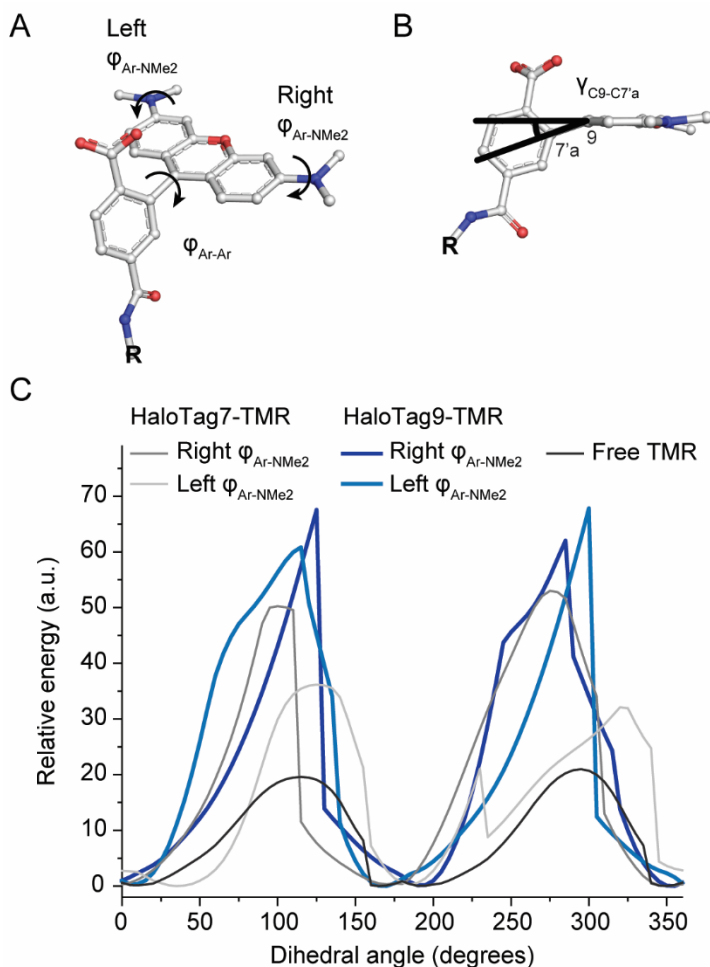 A
Left
φAr-NMe2
Right
φAr-NMe2
φAr-Ar
R
B
γC9-C7'a
9
7'a
R
C
HaloTag7-TMR
Right φAr-NMe2
Left φAr-NMe2
HaloTag9-TMR
Right φAr-NMe2
Left φAr-NMe2
Free TMR
Relative energy (a.u.)
70
60
50
40
30
20
10
0
0 50 100 150 200 250 300 350
Dihedral angle (degrees)